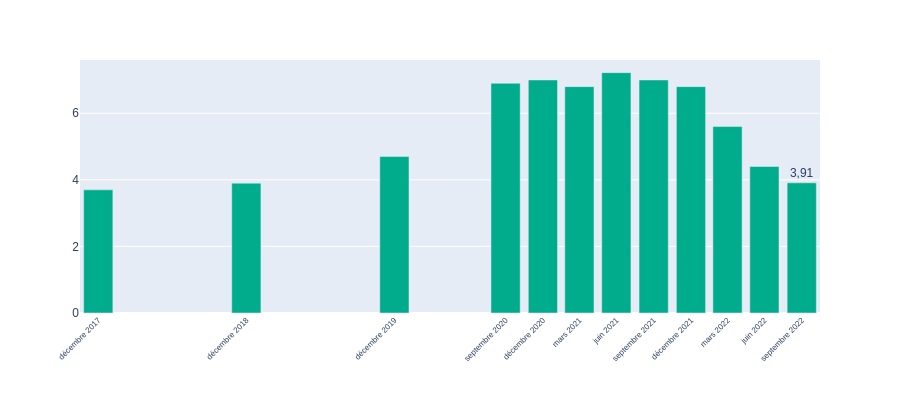 6
4
2
0
3,91
décembre 2017
décembre 2018
décembre 2019
septembre 2020
décembre 2020
mars 2021
juin 2021
septembre 2021
décembre 2021
mars 2022
juin 2022
septembre 2022